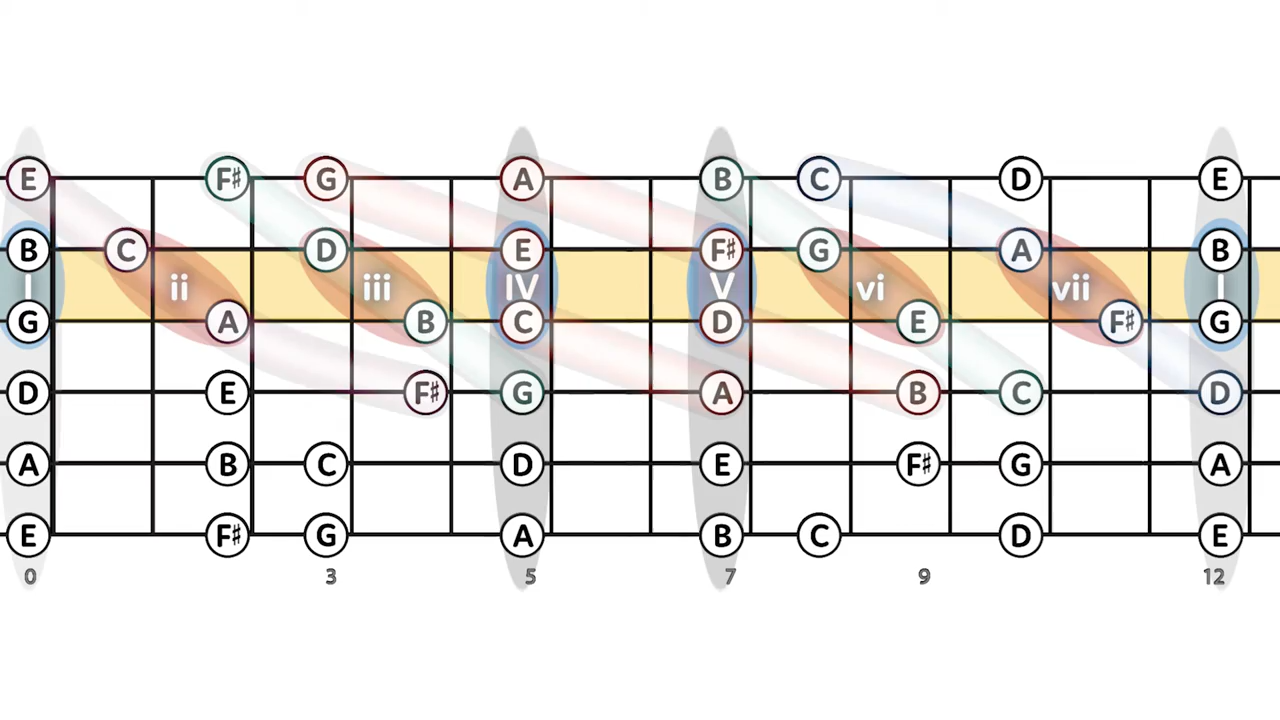 E F♯ G A B C D E
B C D E F♯ G A B
I ii iii IV V vi vii I
G A B C D E F♯ G
D E F♯ G A B C D
A B C D E F♯ G A
E F♯ G A B C D E
0 3 5 7 9 12